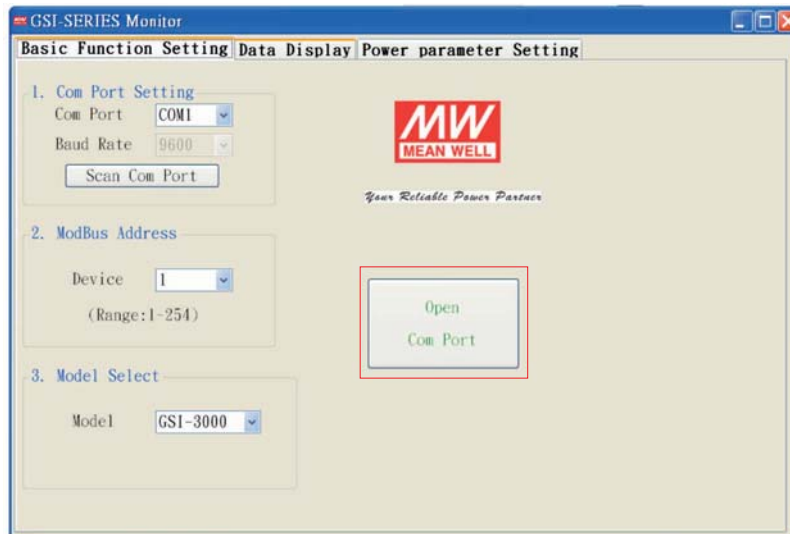 GSI-SERIES Monitor
Basic Function Setting Data Display Power parameter Setting
1. Com Port Setting
Com Port COM1
Baud Rate 9600
Scan Com Port
MW
MEAN WELL
Your Reliable Power Partner
2. ModBus Address
Device 1
(Range:1-254)
Open
Com Port
3. Model Select
Model GSI-3000